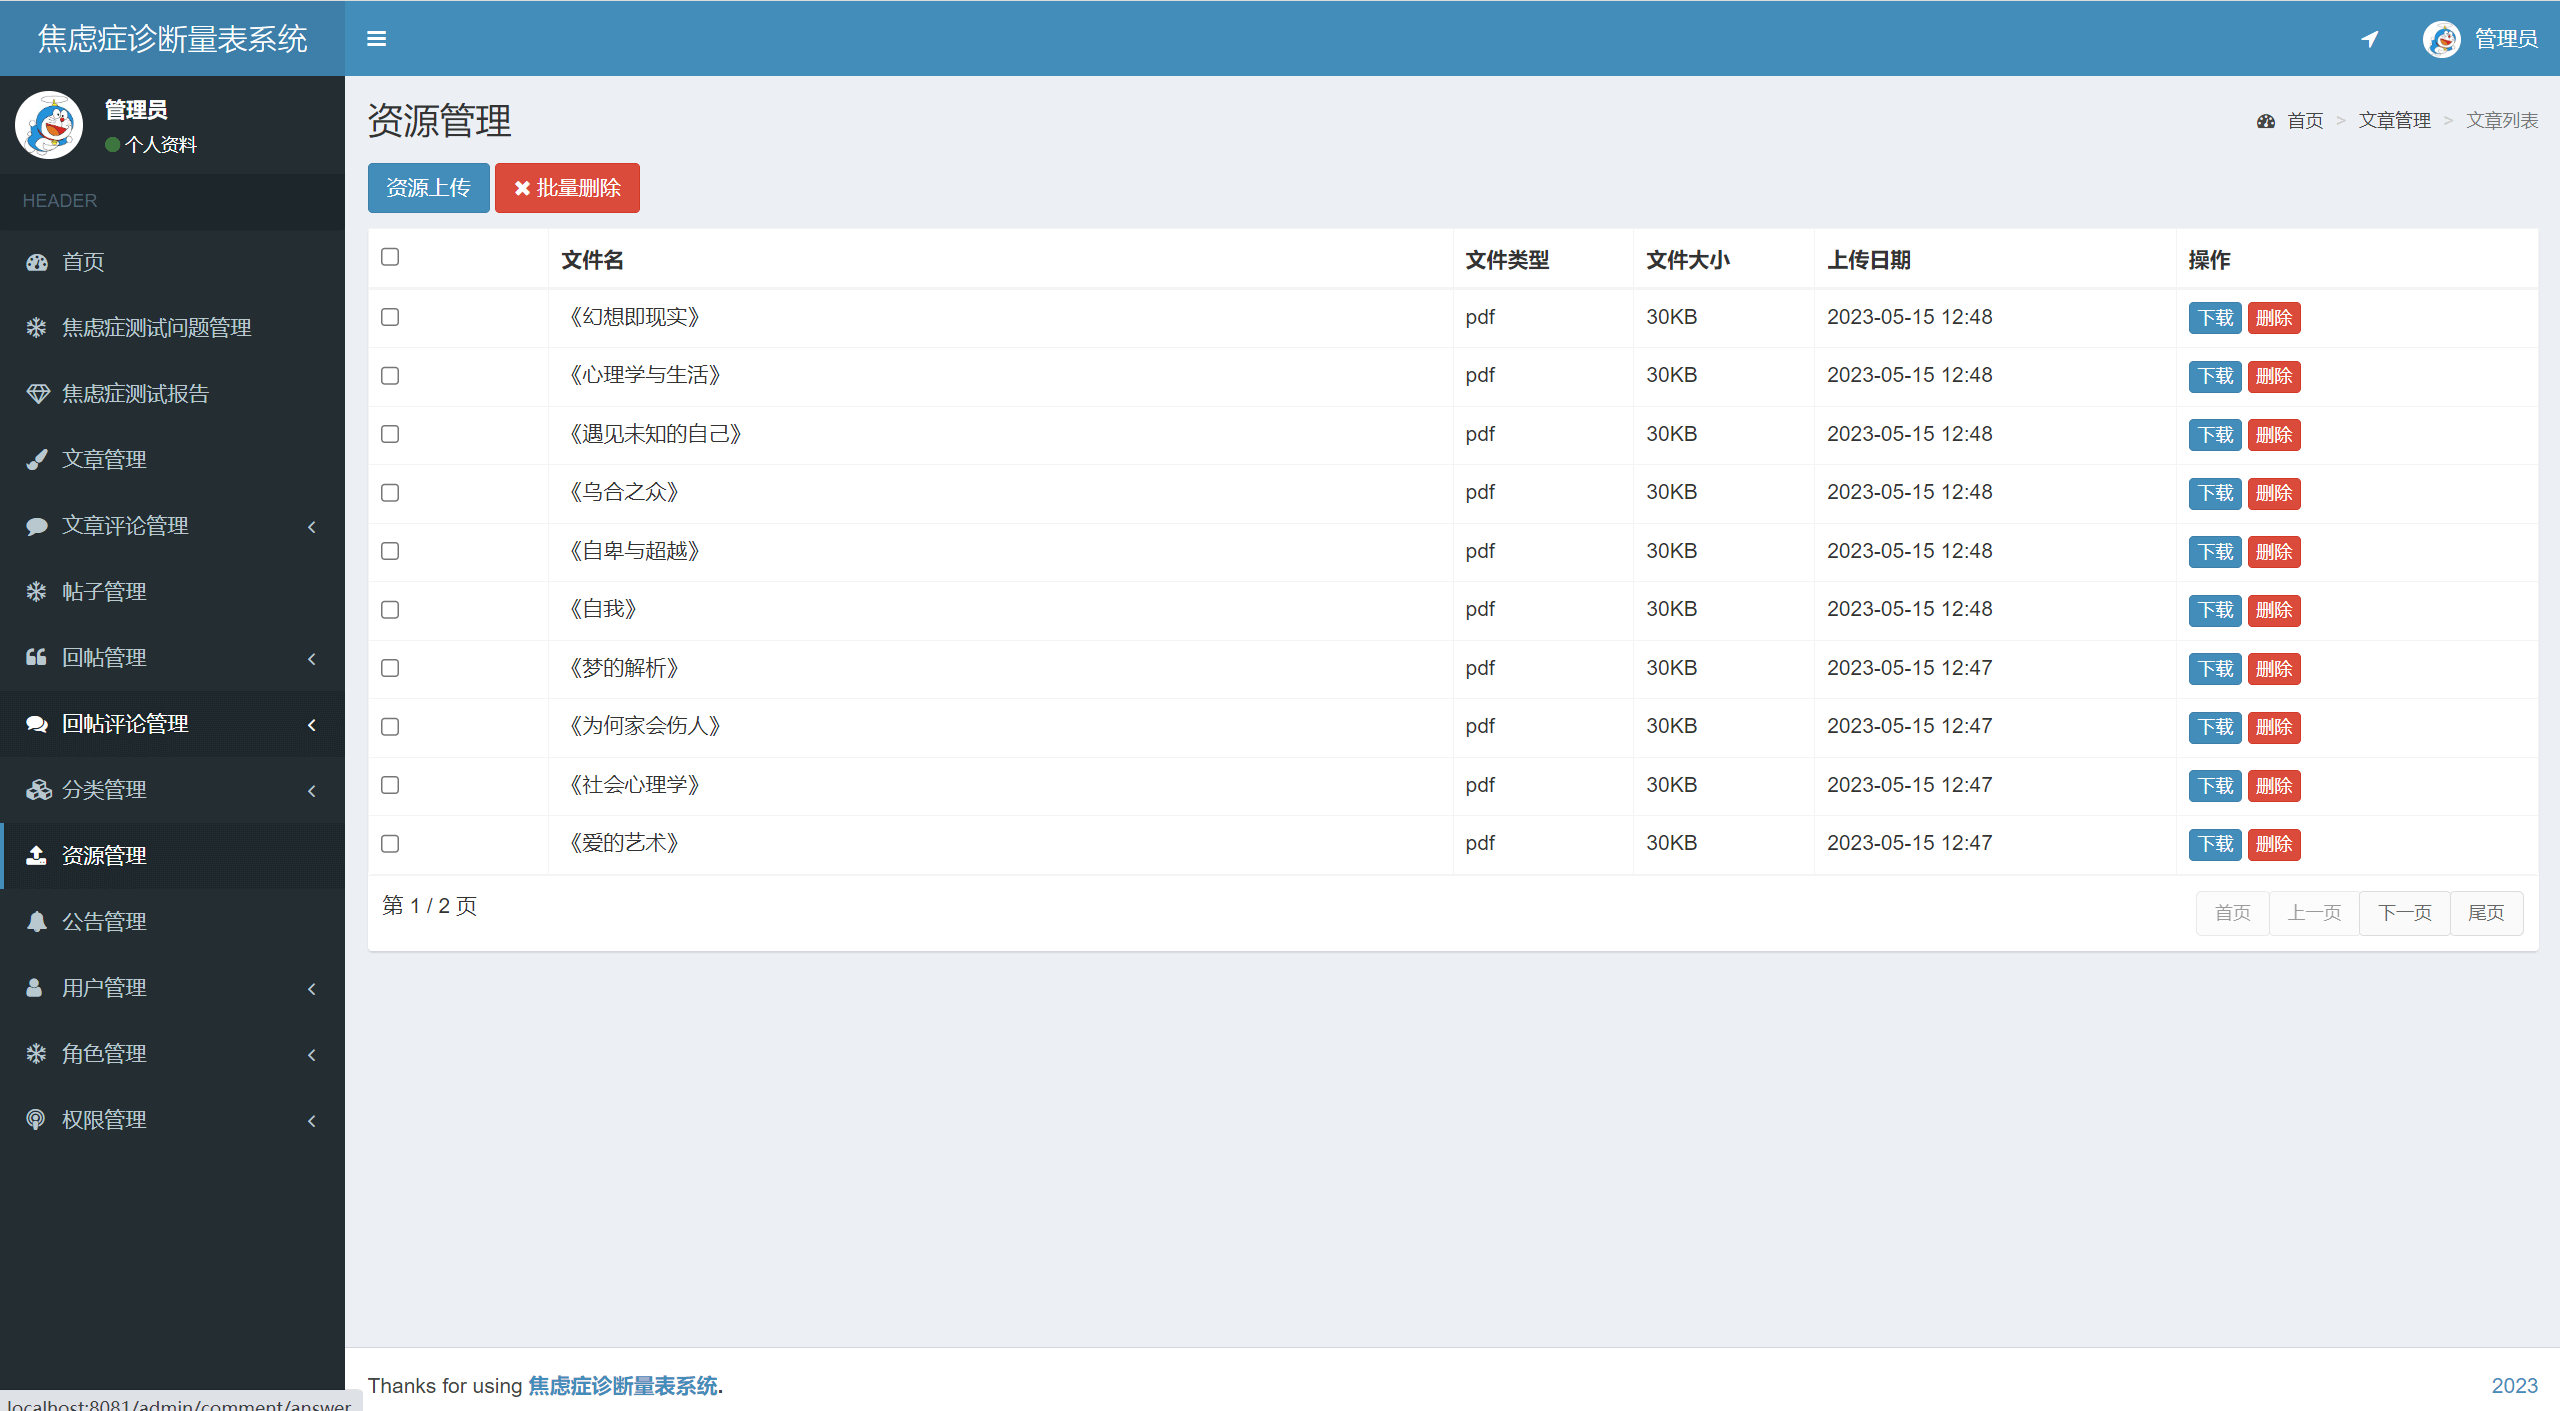 焦虑症诊断量表系统
管理员
管理员
个人资料
HEADER
首页
焦虑症测试问题管理
焦虑症测试报告
文章管理
文章评论管理
帖子管理
回帖管理
回帖评论管理
分类管理
资源管理
公告管理
用户管理
角色管理
权限管理
资源管理
首页 > 文章管理 > 文章列表
资源上传 批量删除
文件名 文件类型 文件大小 上传日期 操作
《幻想即现实》 pdf 30KB 2023-05-15 12:48 下载 删除
《心理学与生活》 pdf 30KB 2023-05-15 12:48 下载 删除
《遇见未知的自己》 pdf 30KB 2023-05-15 12:48 下载 删除
《乌合之众》 pdf 30KB 2023-05-15 12:48 下载 删除
《自卑与超越》 pdf 30KB 2023-05-15 12:48 下载 删除
《自我》 pdf 30KB 2023-05-15 12:48 下载 删除
《梦的解析》 pdf 30KB 2023-05-15 12:47 下载 删除
《为何家会伤人》 pdf 30KB 2023-05-15 12:47 下载 删除
《社会心理学》 pdf 30KB 2023-05-15 12:47 下载 删除
《爱的艺术》 pdf 30KB 2023-05-15 12:47 下载 删除
第 1 / 2 页 首页 上一页 下一页 尾页
Thanks for using 焦虑症诊断量表系统. 2023
localhost:8081/admin/comment/answer